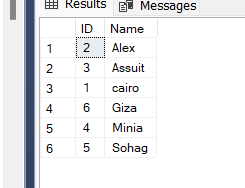 Results Messages
ID Name
1 2 Alex
2 3 Assuit
3 1 cairo
4 6 Giza
5 4 Minia
6 5 Sohag